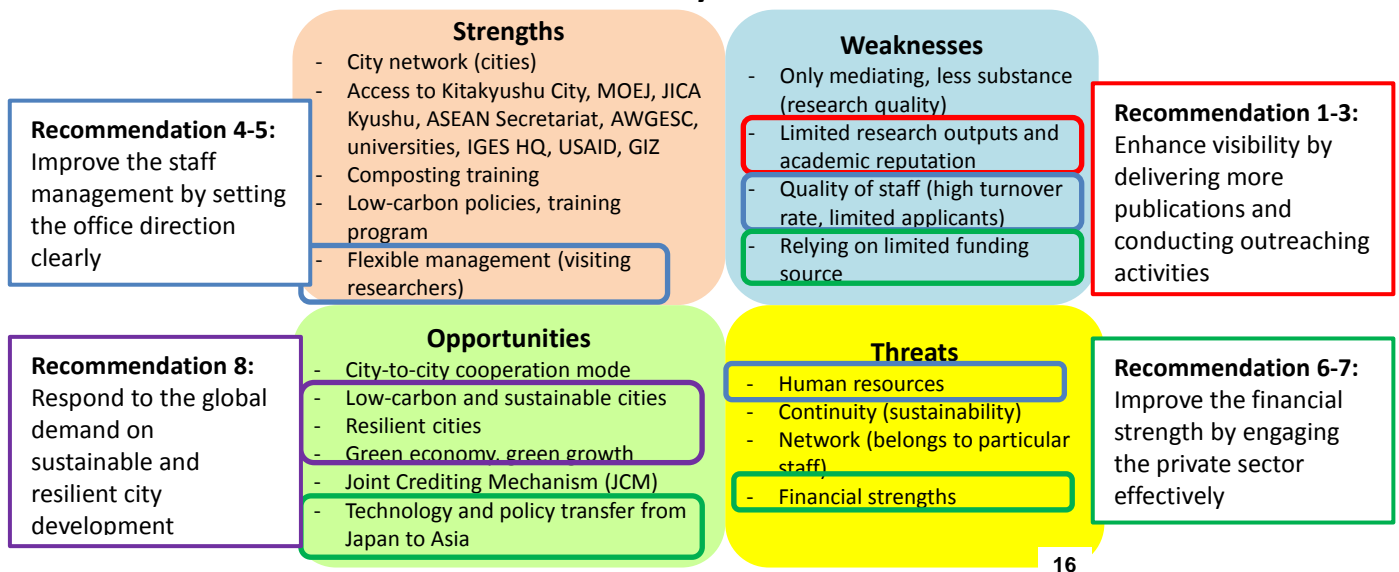 Strengths
- City network (cities)
- Access to Kitakyushu City, MOEJ, JICA
Kyushu, ASEAN Secretariat, AWGESC,
universities, IGES HQ, USAID, GIZ
- Composting training
- Low-carbon policies, training
program
- Flexible management (visiting
researchers)
Weaknesses
- Only mediating, less substance
(research quality)
- Limited research outputs and
academic reputation
- Quality of staff (high turnover
rate, limited applicants)
- Relying on limited funding
source
Recommendation 4-5:
Improve the staff
management by setting
the office direction
clearly
Recommendation 1-3:
Enhance visibility by
delivering more
publications and
conducting outreaching
activities
Opportunities
- City-to-city cooperation mode
- Low-carbon and sustainable cities
- Resilient cities
- Green economy, green growth
- Joint Crediting Mechanism (JCM)
- Technology and policy transfer from
Japan to Asia
Threats
- Human resources
- Continuity (sustainability)
- Network (belongs to particular
staff)
- Financial strengths
Recommendation 8:
Respond to the global
demand on
sustainable and
resilient city
development
Recommendation 6-7:
Improve the financial
strength by engaging
the private sector
effectively
16